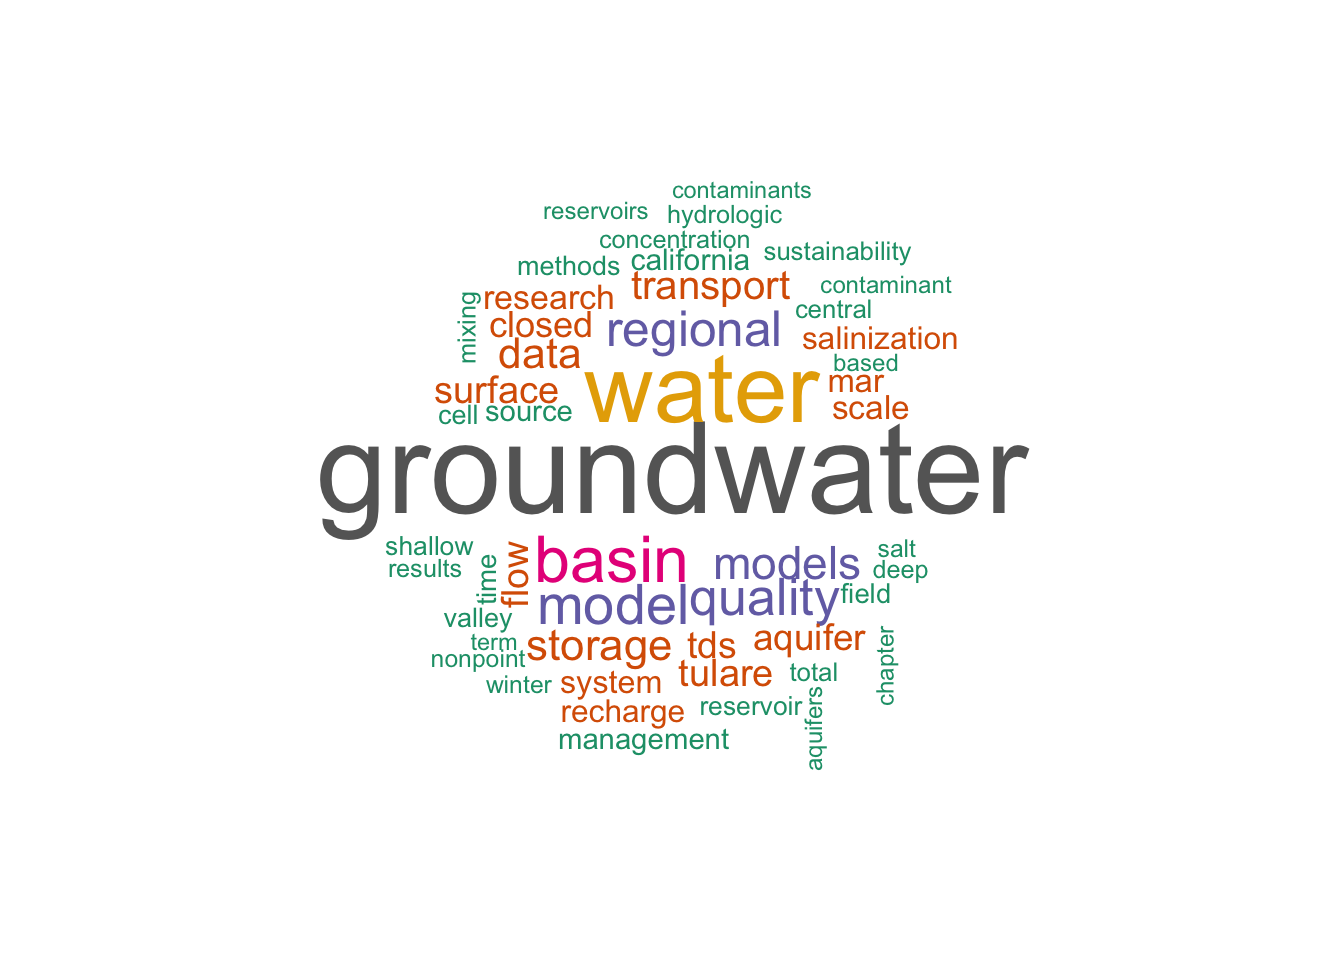 contaminants
reservoirs hydrologic
concentration sustainability
methods california
research transport contaminant
mixing closed regional central
data salinization
surface water based mar
cell source scale
groundwater
shallow basin models salt
results time flow deep
model quality field
valley
term storage tds aquifer
nonpoint tulare total chapter
winter system
recharge reservoir aquifers
management